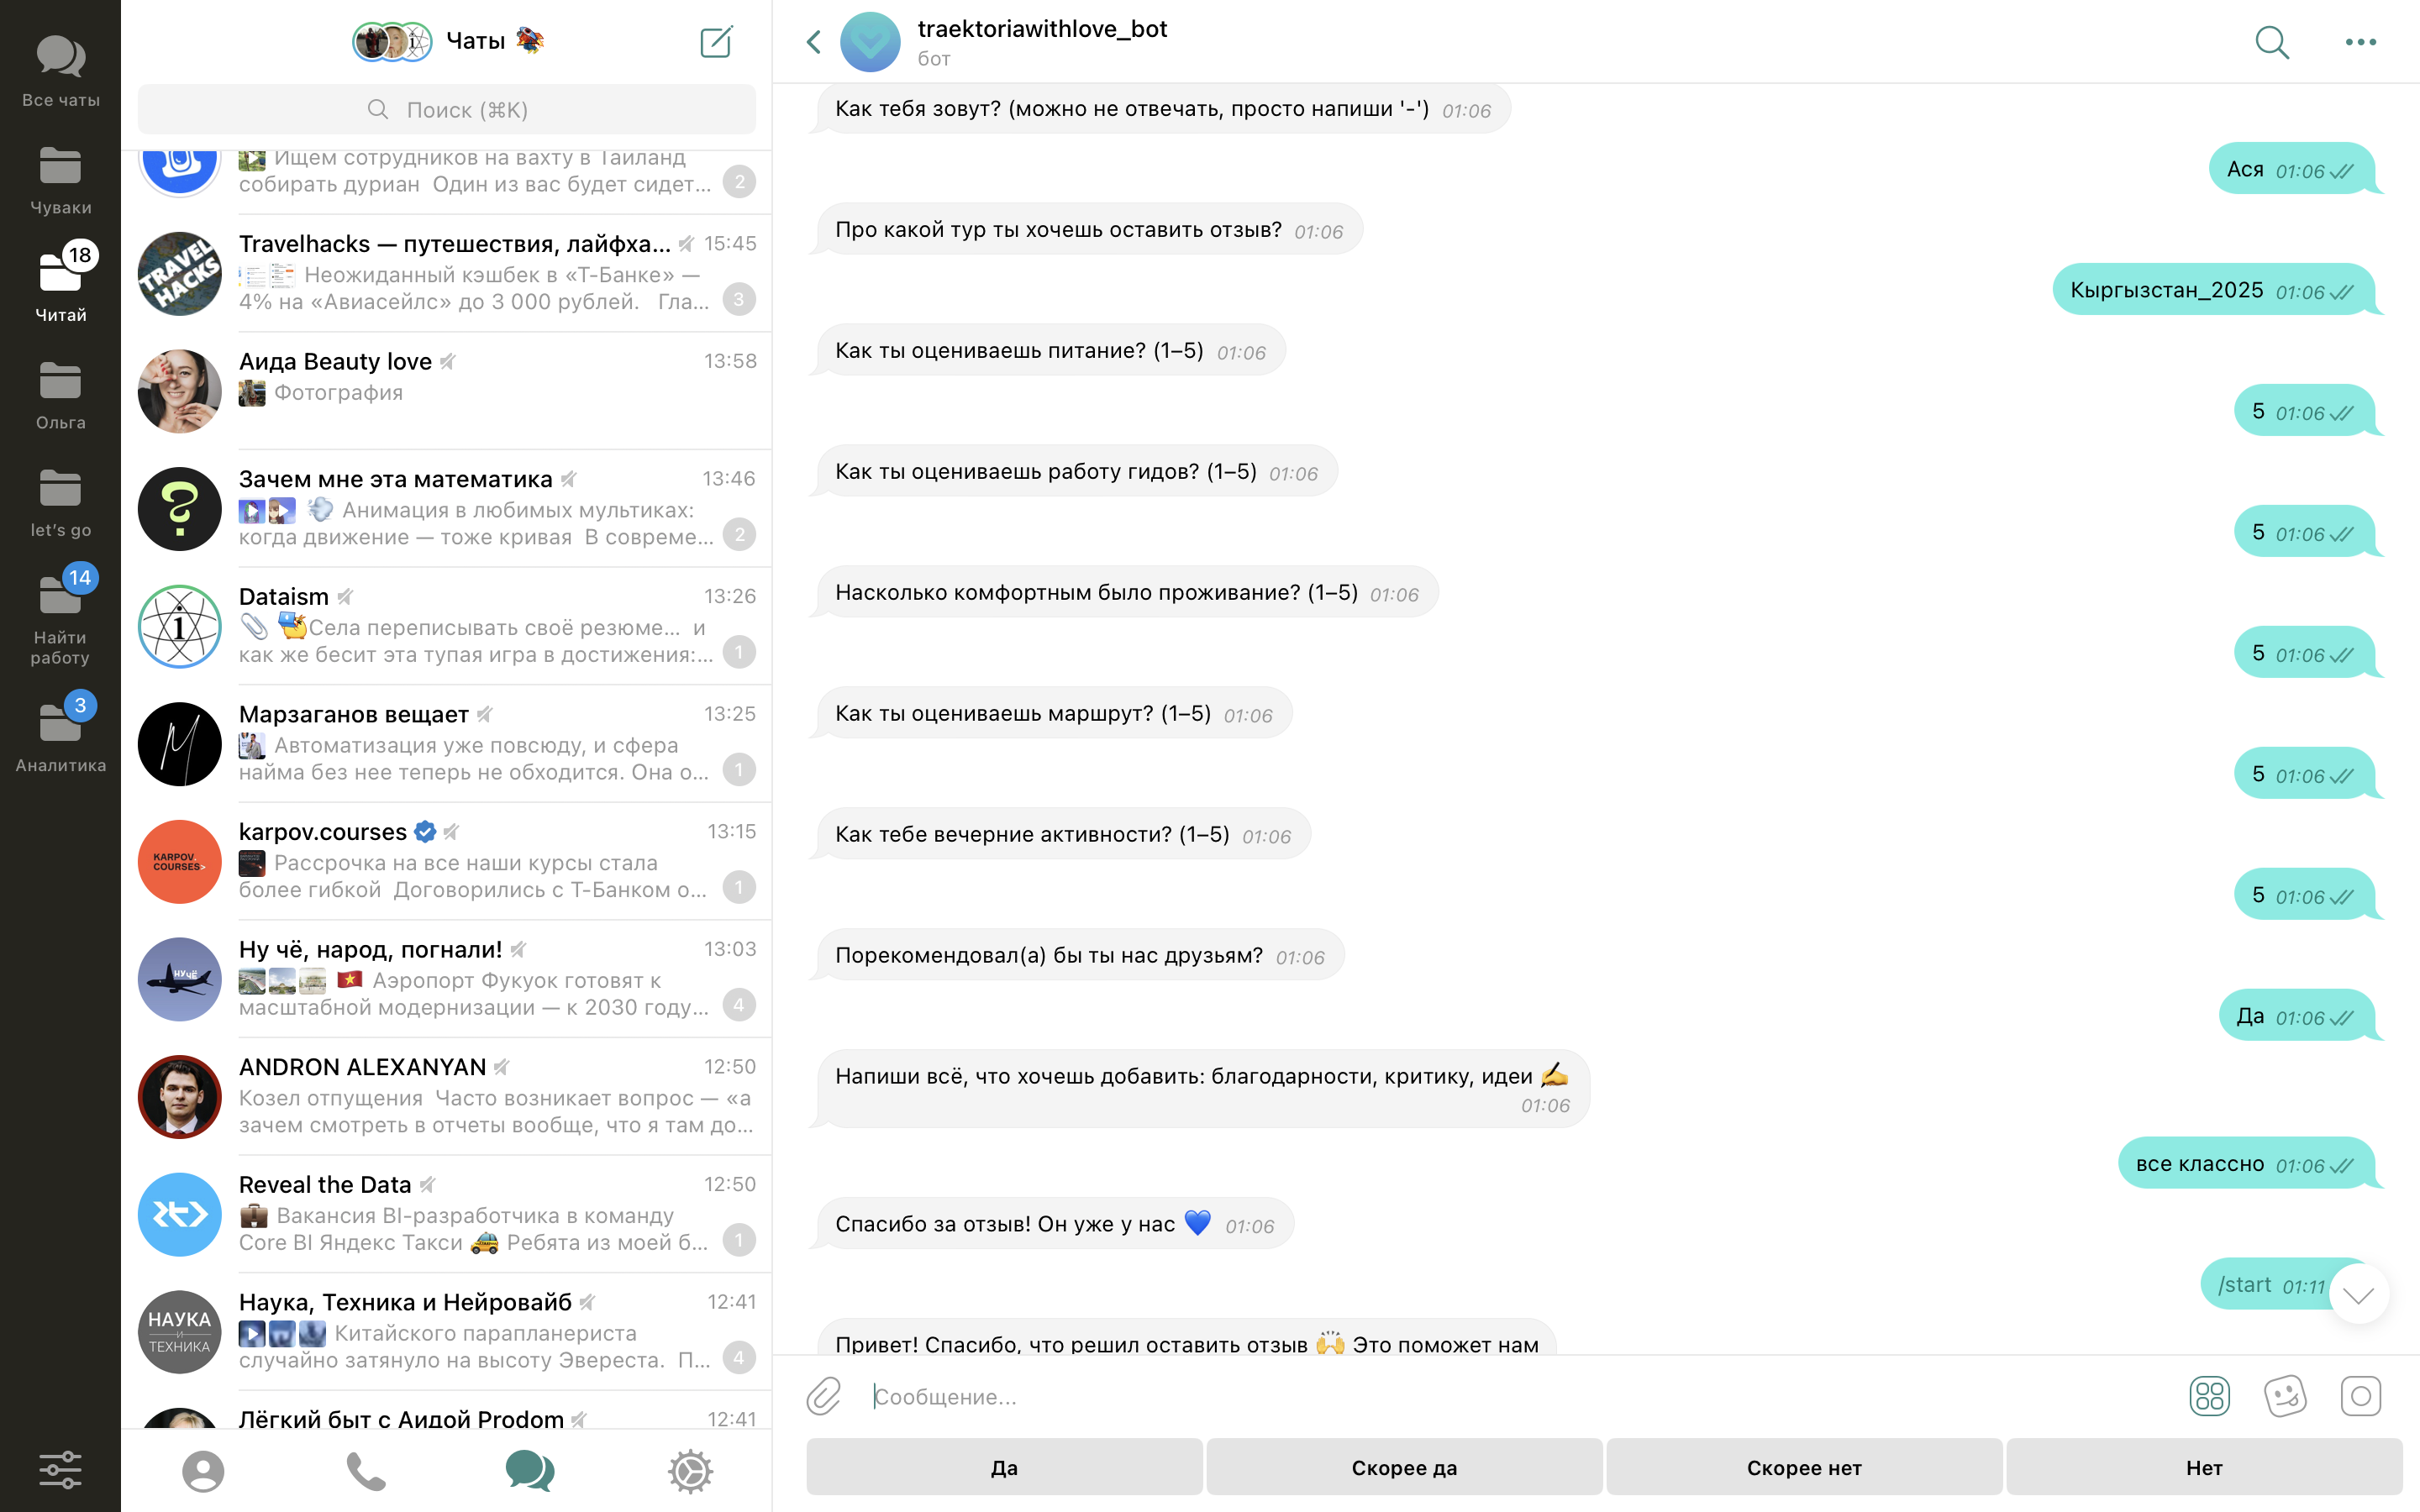 Все чаты
Чуваки
18
Читай
Ольга
let's go
14
Найти
работу
3
Аналитика
Чаты
Поиск (⌘K)
Ищем сотрудников на вахту в Таиланд
собирать дуриан Один из вас будет сидет...
2
TRAVEL HACKS
Travelhacks — путешествия, лайфха... 15:45
Неожиданный кэшбек в «Т-Банке» —
4% на «Авиасейлс» до 3 000 рублей. Гла...
3
Аида Beauty love 13:58
Фотография
Зачем мне эта математика 13:46
Анимация в любимых мультиках:
когда движение — тоже кривая В совреме...
2
Dataism 13:26
Села переписывать своё резюме... и
как же бесит эта тупая игра в достижения:...
1
Марзаганов вещает 13:25
Автоматизация уже повсюду, и сфера
найма без нее теперь не обходится. Она о...
1
KARPOV
COURSES>
karpov.courses 13:15
Рассрочка на все наши курсы стала
более гибкой Договорились с Т-Банком о...
1
НУ ЧЁ
Ну чё, народ, погнали! 13:03
Аэропорт Фукуок готовят к
масштабной модернизации — к 2030 году...
4
ANDRON ALEXANYAN 12:50
Козел отпущения Часто возникает вопрос — «а
зачем смотреть в отчеты вообще, что я там до...
Reveal the Data 12:50
Вакансия BI-разработчика в команду
Core BI Яндекс Такси Ребята из моей б...
1
НАУКА
И
ТЕХНИКА
Наука, Техника и Нейровайб 12:41
Китайского парапланериста
случайно затянуло на высоту Эвереста. П...
4
Лёгкий быт с Аидой Prodom 12:41
traektoriawithlove_bot
бот
Как тебя зовут? (можно не отвечать, просто напиши '-') 01:06
Ася 01:06
Про какой тур ты хочешь оставить отзыв? 01:06
Кыргызстан_2025 01:06
Как ты оцениваешь питание? (1–5) 01:06
5 01:06
Как ты оцениваешь работу гидов? (1–5) 01:06
5 01:06
Насколько комфортным было проживание? (1–5) 01:06
5 01:06
Как ты оцениваешь маршрут? (1–5) 01:06
5 01:06
Как тебе вечерние активности? (1–5) 01:06
5 01:06
Порекомендовал(а) бы ты нас друзьям? 01:06
Да 01:06
Напиши всё, что хочешь добавить: благодарности, критику, идеи ✍️
01:06
все классно 01:06
Спасибо за отзыв! Он уже у нас 💙 01:06
/start 01:11
Привет! Спасибо, что решил оставить отзыв 🙌 Это поможет нам
Сообщение...
Да
Скорее да
Скорее нет
Нет